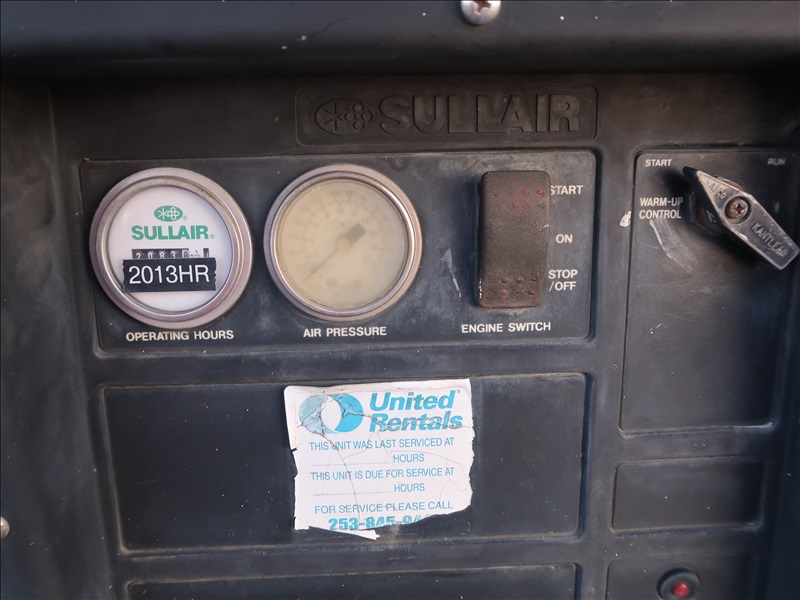 SULLAIR
START
RUN
WARM-UP
CONTROL
KANTLEAK
SULLAIR
2013HR
OPERATING HOURS
AIR PRESSURE
START
ON
STOP
/OFF
ENGINE SWITCH
United
Rentals
THIS UNIT WAS LAST SERVICED AT
HOURS
THIS UNIT IS DUE FOR SERVICE AT
HOURS
FOR SERVICE PLEASE CALL
253-845-